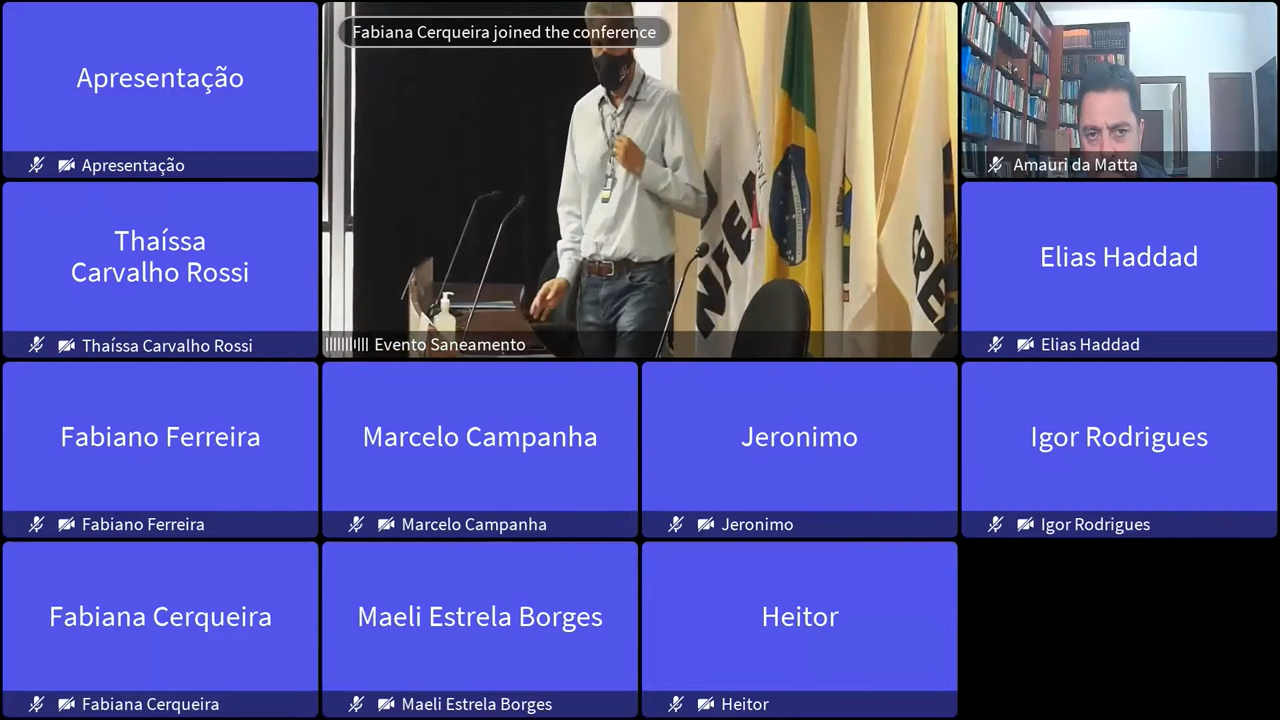 Apresentação
Apresentação
Fabiana Cerqueira joined the conference
Evento Saneamento
Amauri da Matta
Thaíssa
Carvalho Rossi
Thaíssa Carvalho Rossi
Elias Haddad
Elias Haddad
Fabiano Ferreira
Fabiano Ferreira
Marcelo Campanha
Marcelo Campanha
Jeronimo
Jeronimo
Igor Rodrigues
Igor Rodrigues
Fabiana Cerqueira
Fabiana Cerqueira
Maeli Estrela Borges
Maeli Estrela Borges
Heitor
Heitor